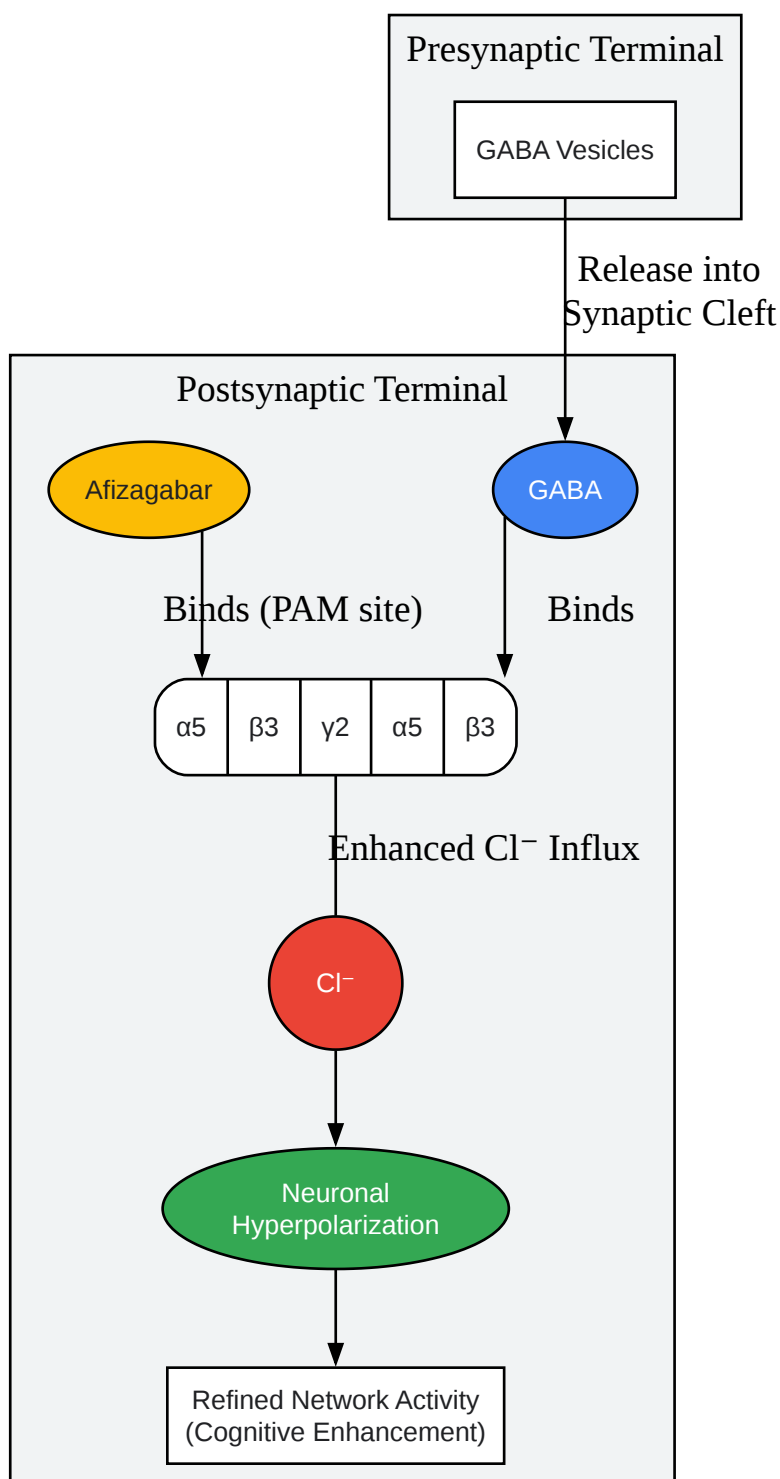 Presynaptic Terminal
GABA Vesicles
Release into
Synaptic Cleft
Postsynaptic Terminal
Afizagabar
GABA
Binds (PAM site)
Binds
α5 β3 γ2 α5 β3
Enhanced Cl⁻ Influx
Cl⁻
Neuronal
Hyperpolarization
Refined Network Activity
(Cognitive Enhancement)